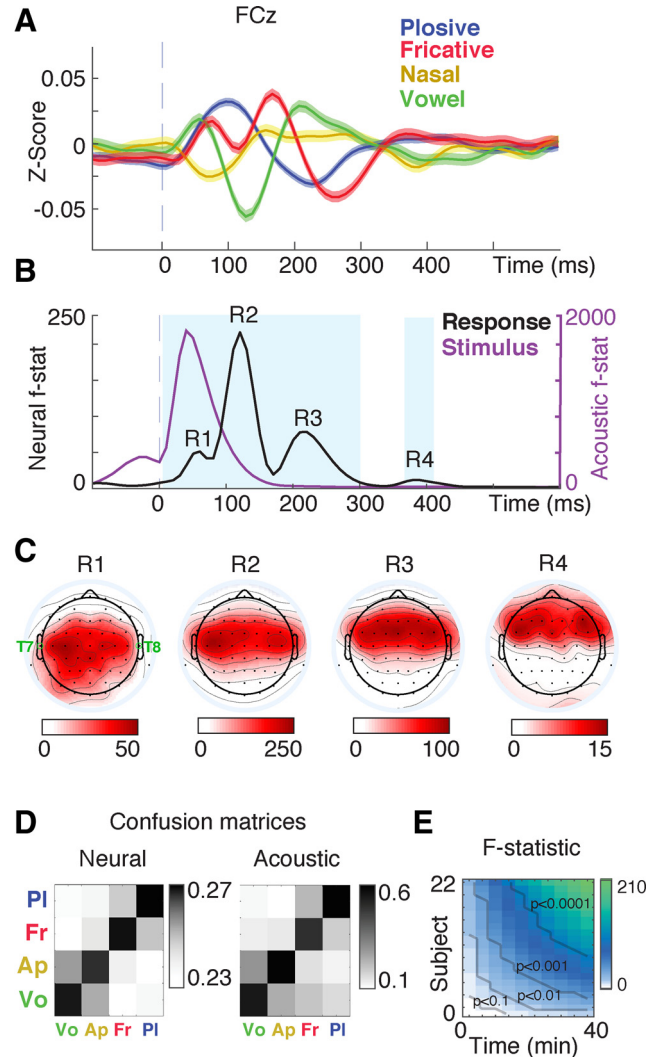 A
FCz
Plosive
Fricative
Nasal
Vowel
Z-Score
0.05
0
-0.05
0 100 200 300 400 Time (ms)
B
Neural f-stat
250
0
R1
R2
R3
R4
Response
Stimulus
2000
0
Acoustic f-stat
0 100 200 300 400 Time (ms)
C
R1 R2 R3 R4
T7 T8
0 50 0 250 0 100 0 15
D
Confusion matrices
Neural Acoustic
Pl
Fr
Ap
Vo
0.27
0.23
0.6
0.1
Vo Ap Fr Pl
Vo Ap Fr Pl
E
F-statistic
Subject
22
0
p<0.0001
p<0.001
p<0.01
p<0.1
210
0
0 40
Time (min)